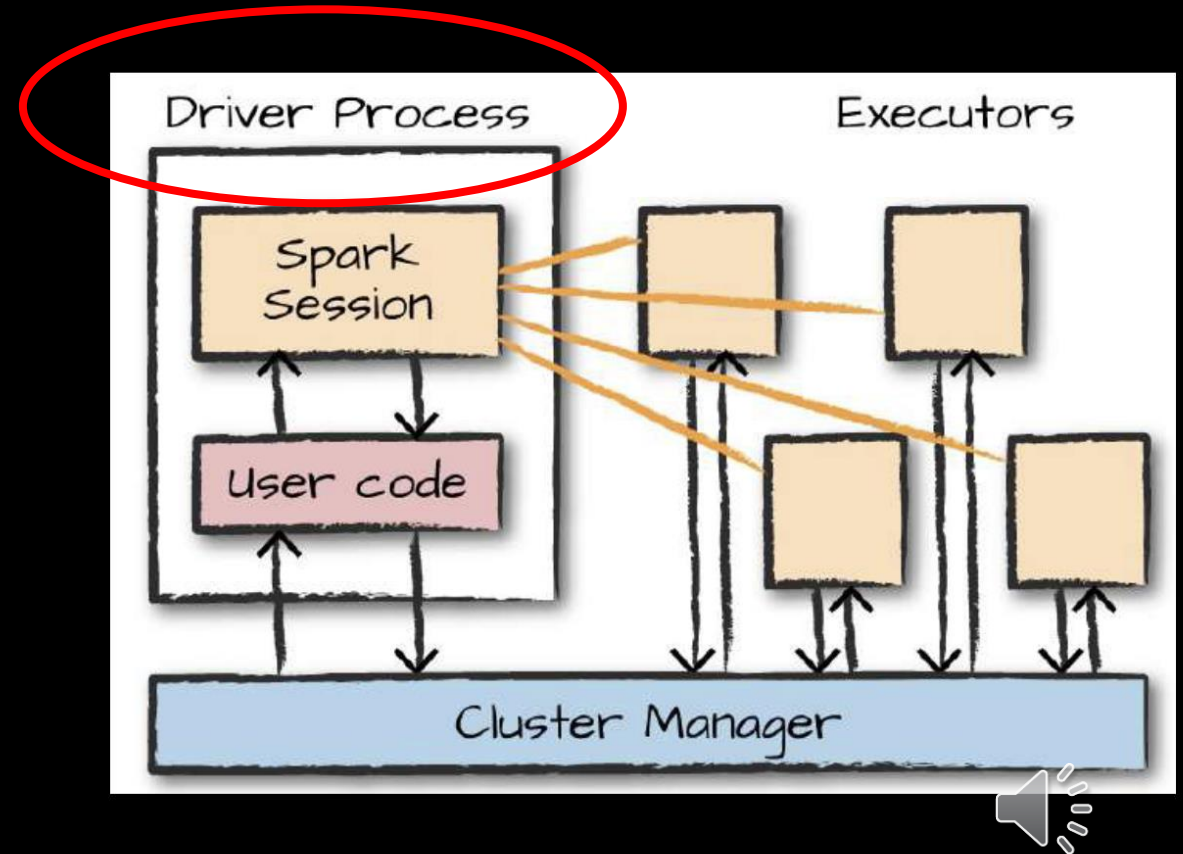 Driver Process
Executors
Spark
Session
User code
Cluster Manager